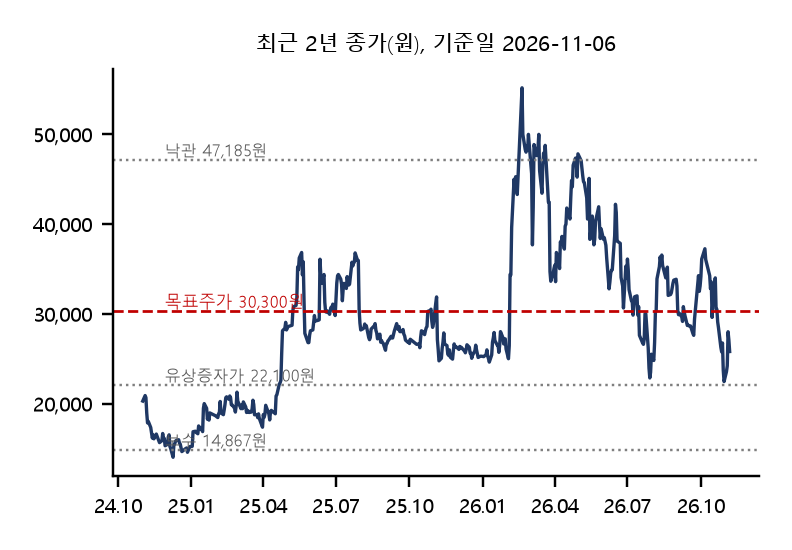 최근 2년 종가(원), 기준일 2026-11-06
50,000
낙관 47,185원
40,000
목표주가 30,300원
30,000
유상증자가 22,100원
20,000
보수 14,867원
24.10 25.01 25.04 25.07 25.10 26.01 26.04 26.07 26.10